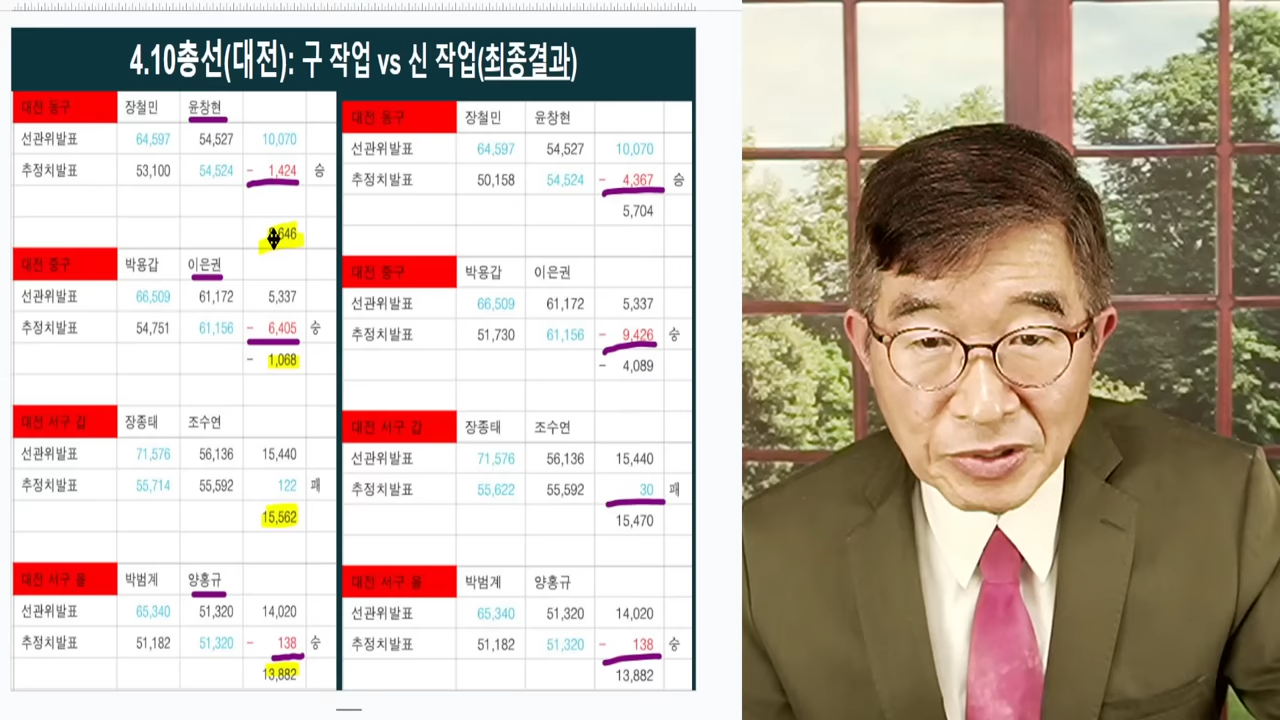 4.10총선(대전): 구 작업 vs 신 작업(최종결과)
대전 동구 장철민 윤창현
선관위발표 64,597 54,527 10,070
추정치발표 53,100 54,524 - 1,424 승
646
대전 중구 박용갑 이은권
선관위발표 66,509 61,172 5,337
추정치발표 54,751 61,156 - 6,405 승
- 1,068
대전 서구 갑 장종태 조수연
선관위발표 71,576 56,136 15,440
추정치발표 55,714 55,592 122 패
15,562
대전 서구 을 박범계 양홍규
선관위발표 65,340 51,320 14,020
추정치발표 51,182 51,320 - 138 승
13,882
대전 동구 장철민 윤창현
선관위발표 64,597 54,527 10,070
추정치발표 50,158 54,524 - 4,367 승
5,704
대전 중구 박용갑 이은권
선관위발표 66,509 61,172 5,337
추정치발표 51,730 61,156 - 9,426 승
- 4,089
대전 서구 갑 장종태 조수연
선관위발표 71,576 56,136 15,440
추정치발표 55,622 55,592 30 패
15,470
대전 서구 을 박범계 양홍규
선관위발표 65,340 51,320 14,020
추정치발표 51,182 51,320 - 138 승
13,882